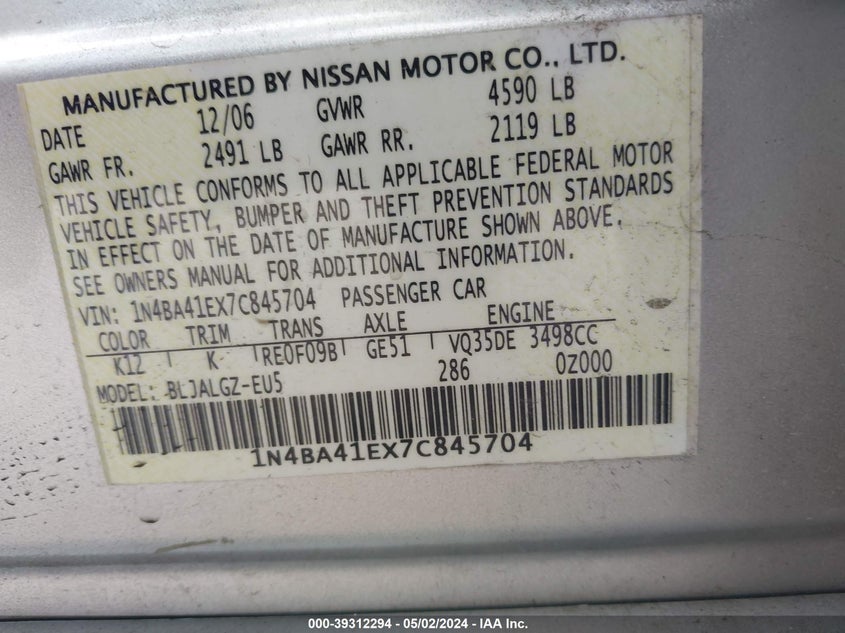 MANUFACTURED BY NISSAN MOTOR CO., LTD.
DATE 12/06 GVWR 4590 LB
GAWR FR. 2491 LB GAWR RR. 2119 LB
THIS VEHICLE CONFORMS TO ALL APPLICABLE FEDERAL MOTOR
VEHICLE SAFETY, BUMPER AND THEFT PREVENTION STANDARDS
IN EFFECT ON THE DATE OF MANUFACTURE SHOWN ABOVE.
SEE OWNERS MANUAL FOR ADDITIONAL INFORMATION.
VIN: 1N4BA41EX7C845704 PASSENGER CAR
COLOR TRIM TRANS AXLE ENGINE
K12 K RE0F09B GE51 VQ35DE 3498CC
MODEL: BLJALGZ-EU5 286 0Z000
1N4BA41EX7C845704
000-39312294 - 05/02/2024 - IAA Inc.